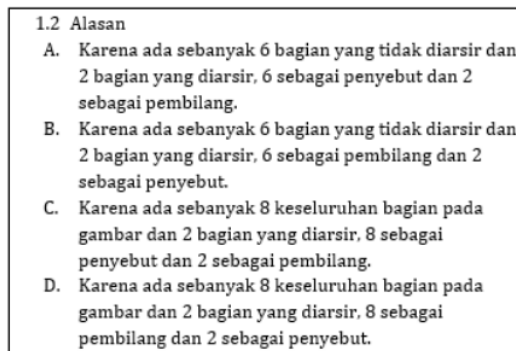 1.2 Alasan
A. Karena ada sebanyak 6 bagian yang tidak diarsir dan
2 bagian yang diarsir, 6 sebagai penyebut dan 2
sebagai pembilang.
B. Karena ada sebanyak 6 bagian yang tidak diarsir dan
2 bagian yang diarsir, 6 sebagai pembilang dan 2
sebagai penyebut.
C. Karena ada sebanyak 8 keseluruhan bagian pada
gambar dan 2 bagian yang diarsir, 8 sebagai
penyebut dan 2 sebagai pembilang.
D. Karena ada sebanyak 8 keseluruhan bagian pada
gambar dan 2 bagian yang diarsir, 8 sebagai
pembilang dan 2 sebagai penyebut.